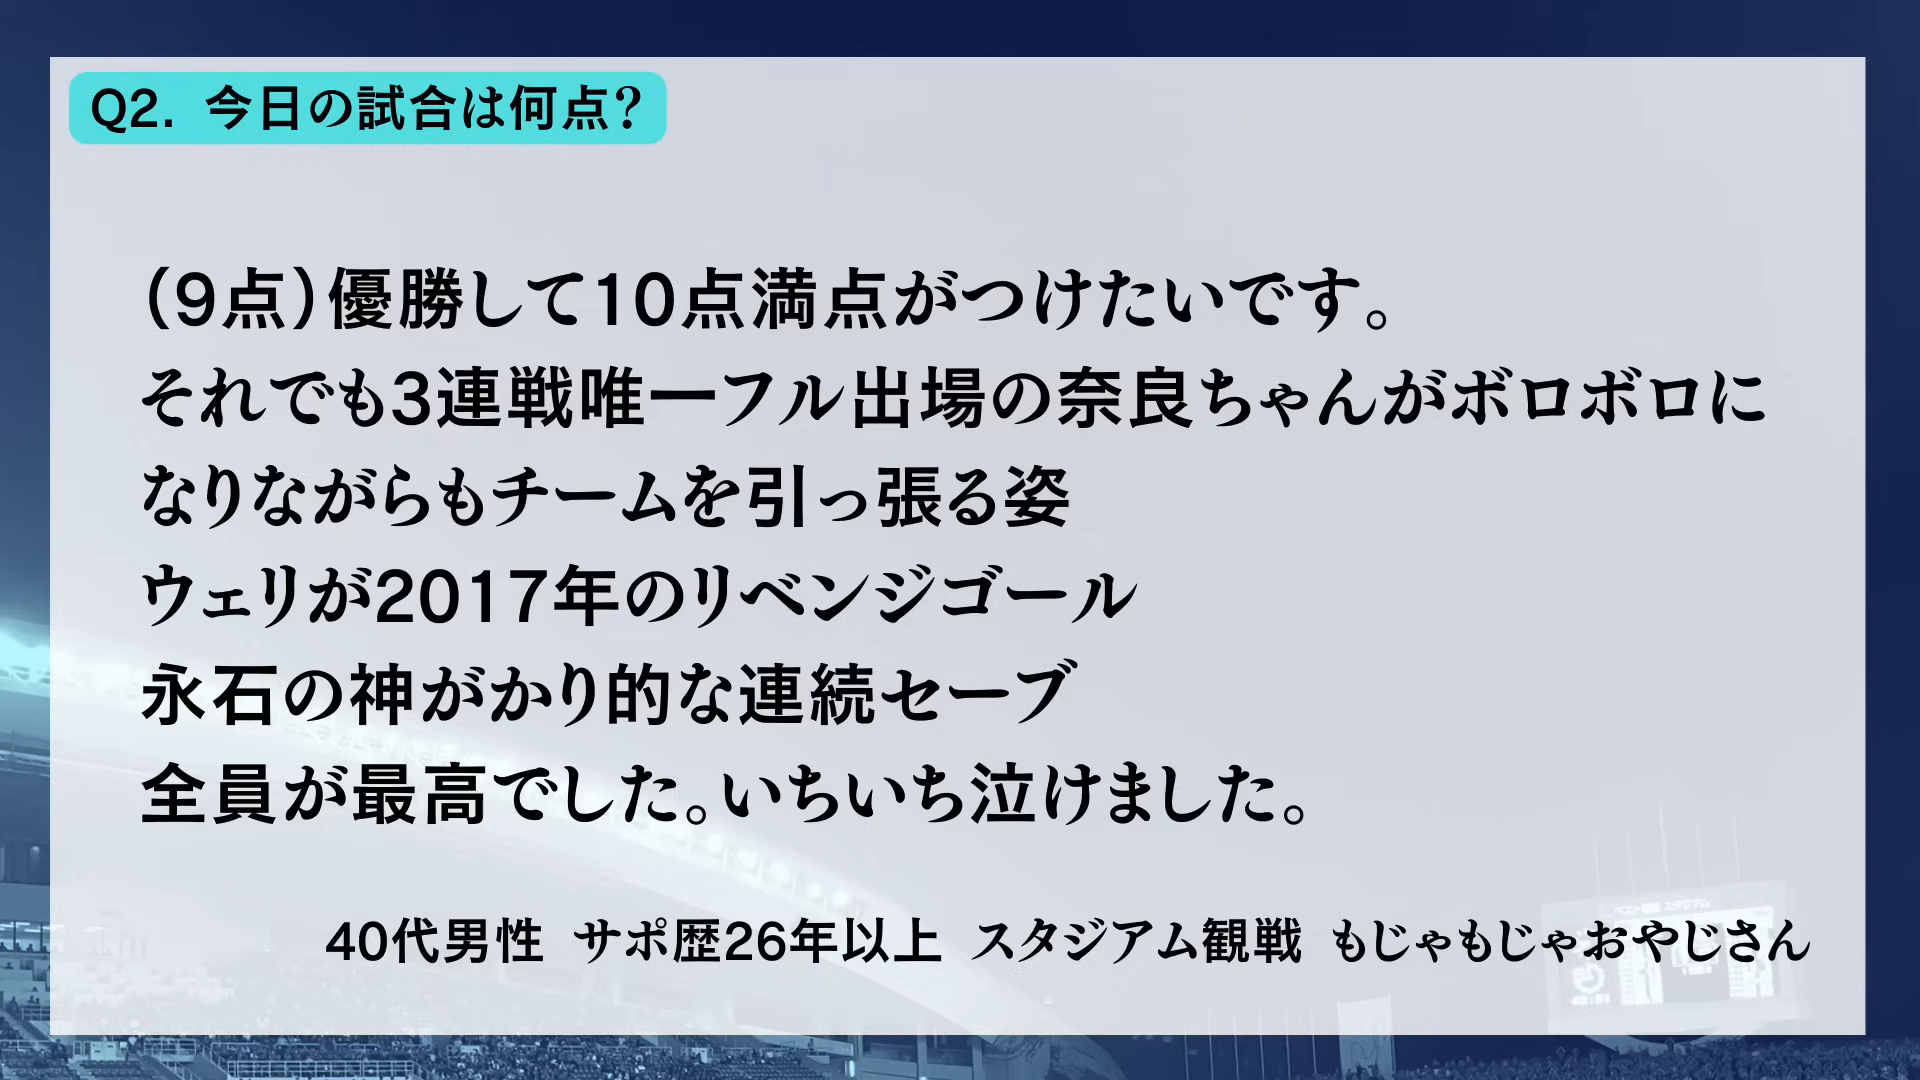 Q2. 今日の試合は何点?
(9点)優勝して10点満点がつけたいです。
それでも3連戦唯一フル出場の奈良ちゃんがボロボロに
なりながらもチームを引っ張る姿
ウェリが2017年のリベンジゴール
永石の神がかり的な連続セーブ
全員が最高でした。いちいち泣けました。
40代男性 サポ歴26年以上 スタジアム観戦 もじゃもじゃおやじさん